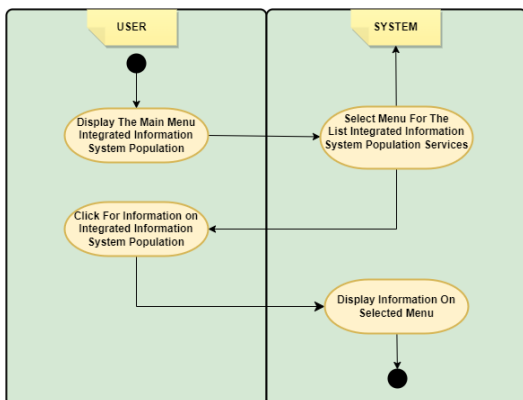 USER
SYSTEM
Display The Main Menu
Integrated Information
System Population
Select Menu For The
List Integrated Information
System Population Services
Click For Information on
Integrated Information
System Population
Display Information On
Selected Menu